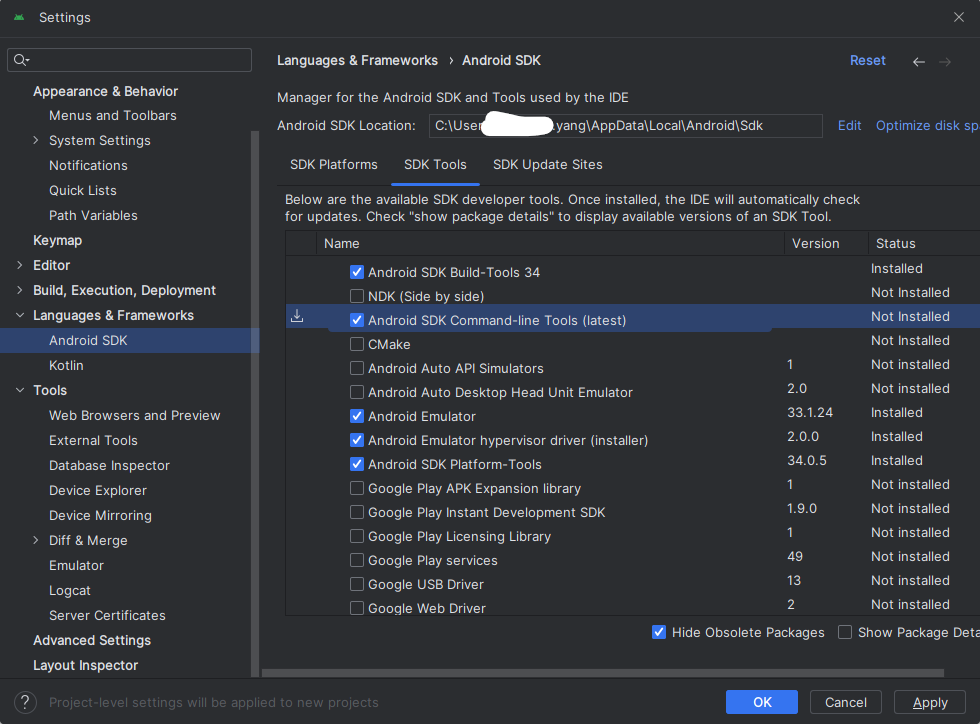 Settings
Languages & Frameworks › Android SDK
Reset
Appearance & Behavior
Menus and Toolbars
System Settings
Notifications
Quick Lists
Path Variables
Keymap
Editor
Build, Execution, Deployment
Languages & Frameworks
Android SDK
Kotlin
Tools
Web Browsers and Preview
External Tools
Database Inspector
Device Explorer
Device Mirroring
Diff & Merge
Emulator
Logcat
Server Certificates
Advanced Settings
Layout Inspector
Manager for the Android SDK and Tools used by the IDE
Android SDK Location: C:\User .yang\AppData\Local\Android\Sdk Edit Optimize disk sp
SDK Platforms SDK Tools SDK Update Sites
Below are the available SDK developer tools. Once installed, the IDE will automatically check
for updates. Check "show package details" to display available versions of an SDK Tool.
Name Version Status
Android SDK Build-Tools 34 Installed
NDK (Side by side) Not Installed
Android SDK Command-line Tools (latest) Not Installed
CMake Not Installed
Android Auto API Simulators 1 Not installed
Android Auto Desktop Head Unit Emulator 2.0 Not installed
Android Emulator 33.1.24 Installed
Android Emulator hypervisor driver (installer) 2.0.0 Installed
Android SDK Platform-Tools 34.0.5 Installed
Google Play APK Expansion library 1 Not installed
Google Play Instant Development SDK 1.9.0 Not installed
Google Play Licensing Library 1 Not installed
Google Play services 49 Not installed
Google USB Driver 13 Not installed
Google Web Driver 2 Not installed
Hide Obsolete Packages Show Package Deta
? Project-level settings will be applied to new projects
OK Cancel Apply